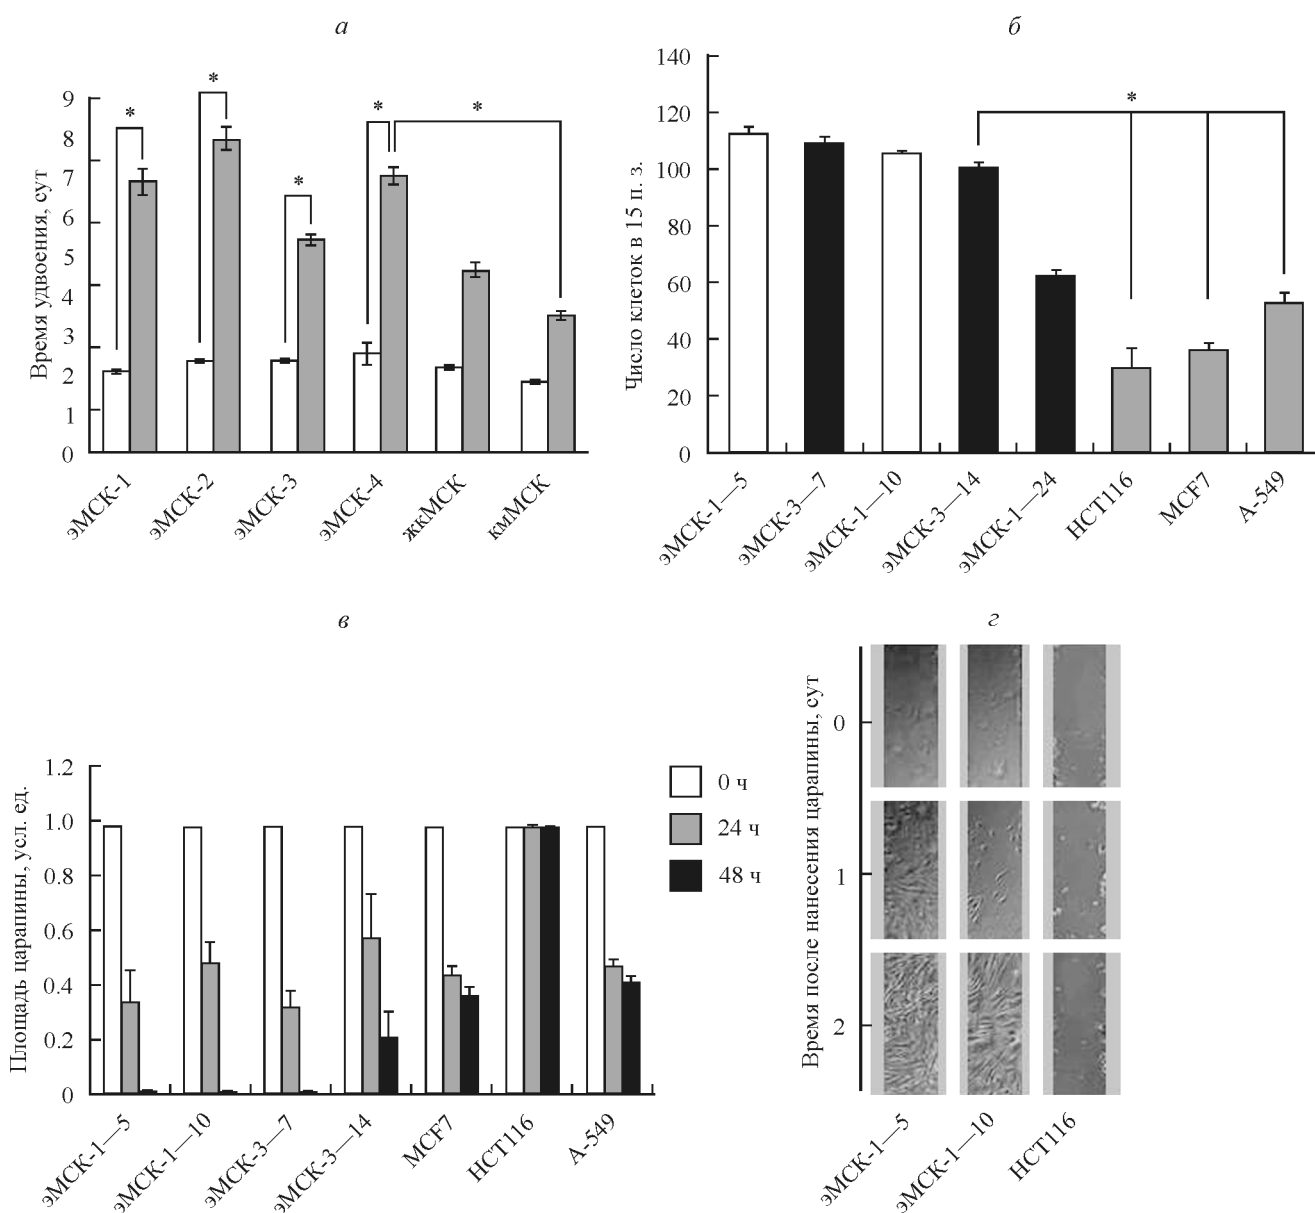 а
Время удвоения, сут
9
8
7
6
5
4
3
2
1
0
*
*
*
*
*
эМСК-1
эМСК-2
эМСК-3
эМСК-4
жкМСК
кмМСК
б
Число клеток в 15 п. з.
140
120
100
80
60
40
20
0
*
эМСК-1—5
эМСК-3—7
эМСК-1—10
эМСК-3—14
эМСК-1—24
HCT116
MCF7
A-549
в
Площадь царапины, усл. ед.
1.2
1.0
0.8
0.6
0.4
0.2
0
0 ч
24 ч
48 ч
эМСК-1—5
эМСК-1—10
эМСК-3—7
эМСК-3—14
MCF7
HCT116
A-549
г
Время после нанесения царапины, сут
0
1
2
эМСК-1—5
эМСК-1—10
HCT116